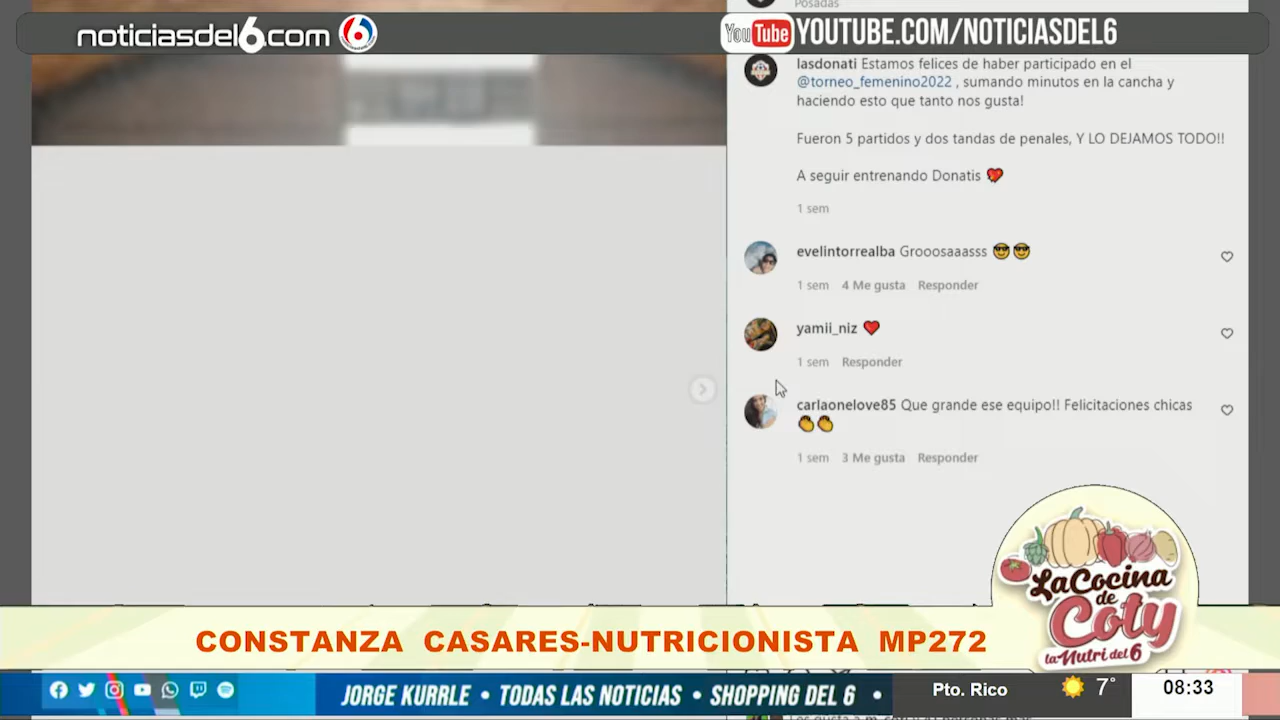 Posadas
noticiasdel6.com
YouTube YOUTUBE.COM/NOTICIASDEL6
lasdonati Estamos felices de haber participado en el
@torneo_femenino2022 , sumando minutos en la cancha y
haciendo esto que tanto nos gusta!
Fueron 5 partidos y dos tandas de penales, Y LO DEJAMOS TODO!!
A seguir entrenando Donatis ❤️
1 sem
evelintorrealba Grooosaaasss 😎😎
1 sem 4 Me gusta Responder
yamii_niz ❤️
1 sem Responder
carlaonelove85 Que grande ese equipo!! Felicitaciones chicas
👏👏
1 sem 3 Me gusta Responder
La Cocina
de
Coty
la Nutri del 6
CONSTANZA CASARES-NUTRICIONISTA MP272
JORGE KURRLE • TODAS LAS NOTICIAS • SHOPPING DEL 6 •
Pto. Rico 7° 08:33